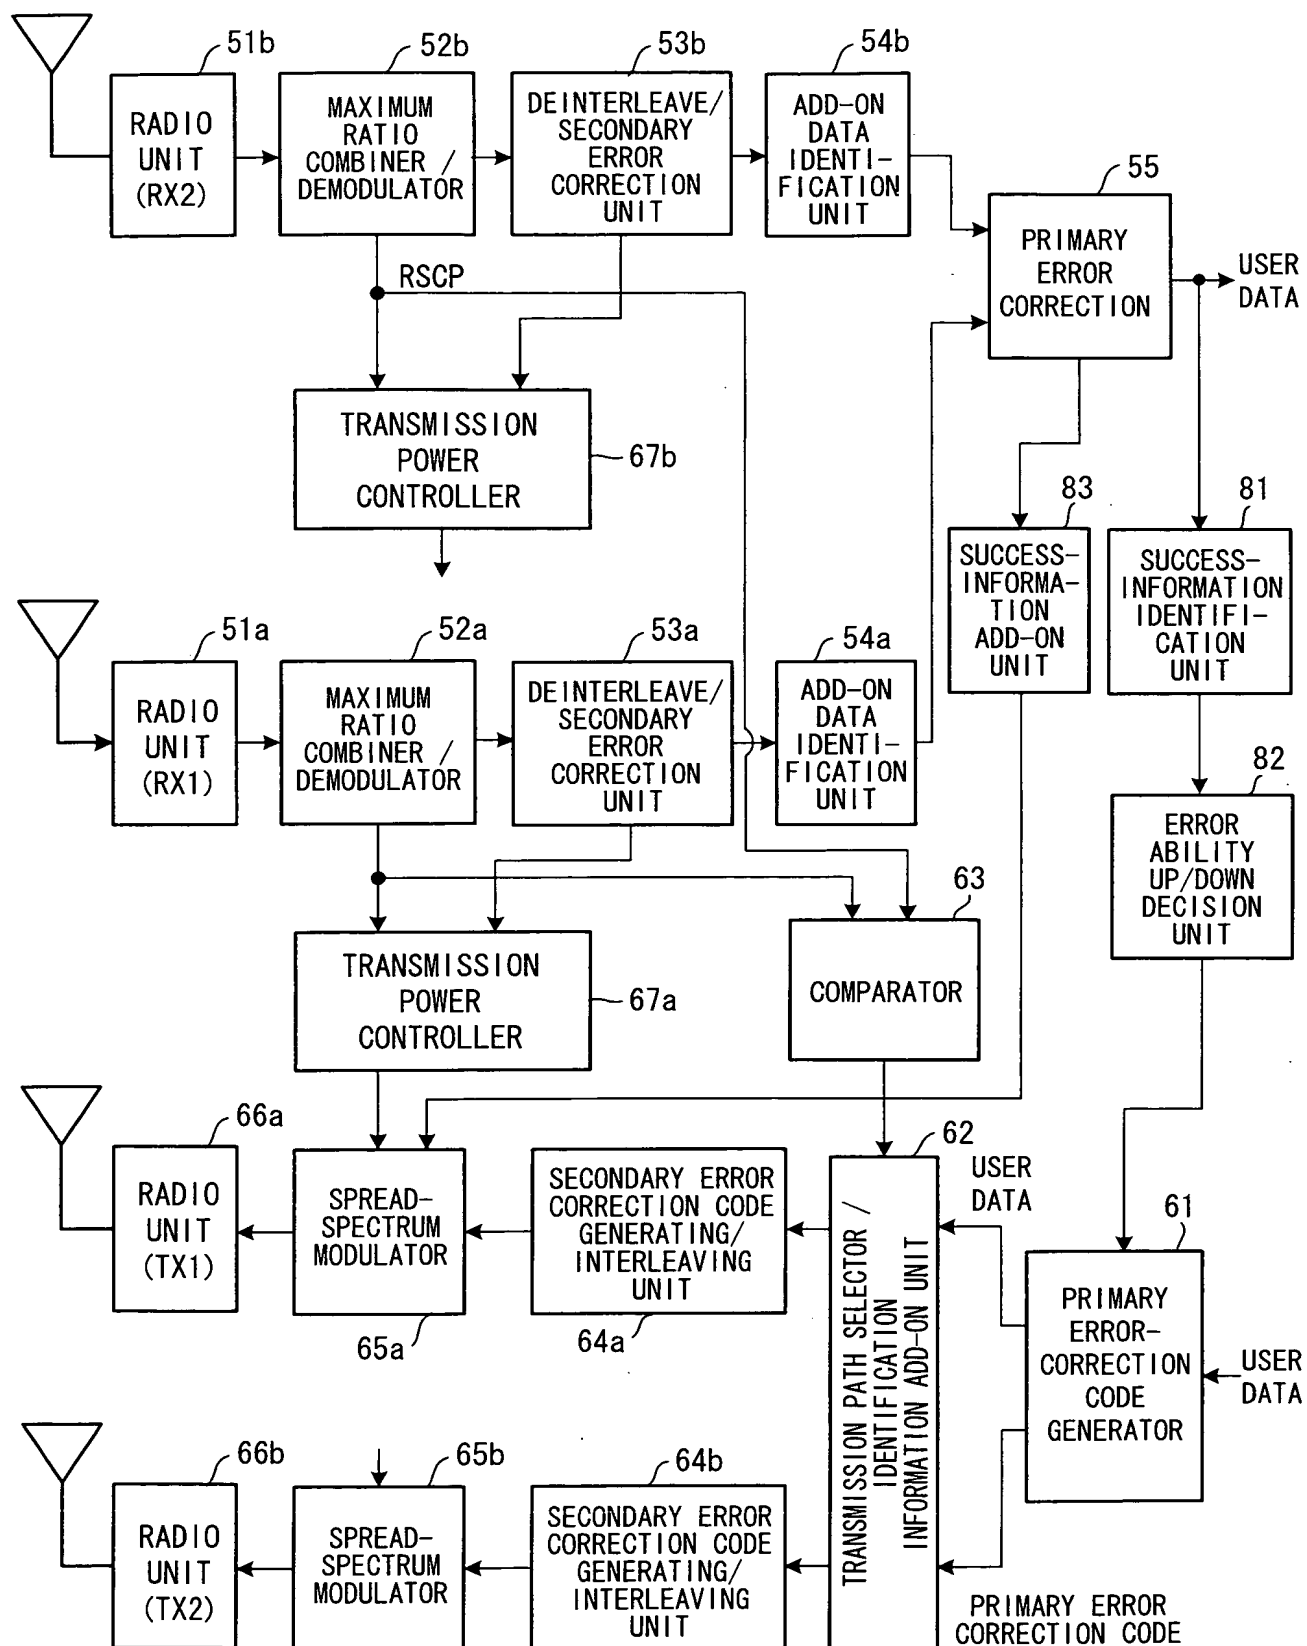 51b
52b
53b
54b
RADIO
UNIT
(RX2)
MAXIMUM
RATIO
COMBINER /
DEMODULATOR
DEINTERLEAVE/
SECONDARY
ERROR
CORRECTION
UNIT
ADD-ON
DATA
IDENTI-
FICATION
UNIT
55
PRIMARY
ERROR
CORRECTION
USER
DATA
RSCP
TRANSMISSION
POWER
CONTROLLER
67b
83
81
SUCCESS-
INFORMA-
TION
ADD-ON
UNIT
SUCCESS-
INFORMATION
IDENTIFI-
CATION
UNIT
51a
52a
53a
54a
RADIO
UNIT
(RX1)
MAXIMUM
RATIO
COMBINER /
DEMODULATOR
DEINTERLEAVE/
SECONDARY
ERROR
CORRECTION
UNIT
ADD-ON
DATA
IDENTI-
FICATION
UNIT
82
ERROR
ABILITY
UP/DOWN
DECISION
UNIT
TRANSMISSION
POWER
CONTROLLER
67a
63
COMPARATOR
66a
RADIO
UNIT
(TX1)
SPREAD-
SPECTRUM
MODULATOR
65a
SECONDARY ERROR
CORRECTION CODE
GENERATING/
INTERLEAVING
UNIT
64a
62
TRANSMISSION PATH SELECTOR /
IDENTIFICATION
INFORMATION ADD-ON UNIT
USER
DATA
61
PRIMARY
ERROR-
CORRECTION
CODE
GENERATOR
USER
DATA
66b
65b
64b
RADIO
UNIT
(TX2)
SPREAD-
SPECTRUM
MODULATOR
SECONDARY ERROR
CORRECTION CODE
GENERATING/
INTERLEAVING
UNIT
PRIMARY ERROR
CORRECTION CODE